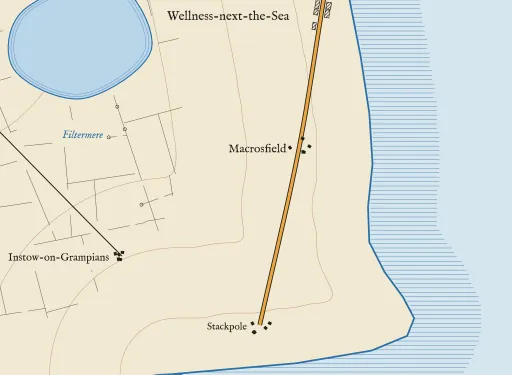 Wellness-next-the-Sea
Filtermere
Macrosfield
Instow-on-Grampians
Stackpole